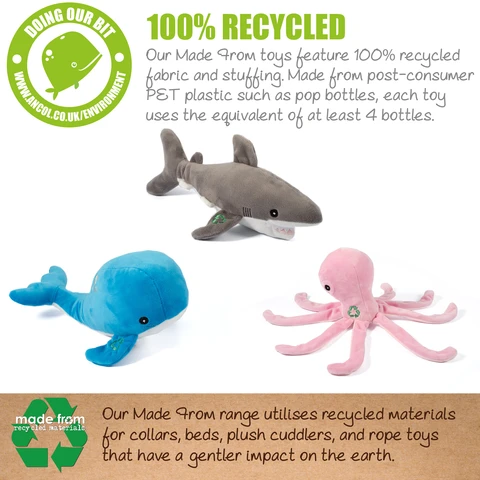 DOING OUR BIT
WWW.ANCOL.CO.UK/ENVIRONMENT
100% RECYCLED
Our Made From toys feature 100% recycled
fabric and stuffing. Made from post-consumer
PET plastic such as pop bottles, each toy
uses the equivalent of at least 4 bottles.
made from
recycled materials
Our Made From range utilises recycled materials
for collars, beds, plush cuddlers, and rope toys
that have a gentler impact on the earth.